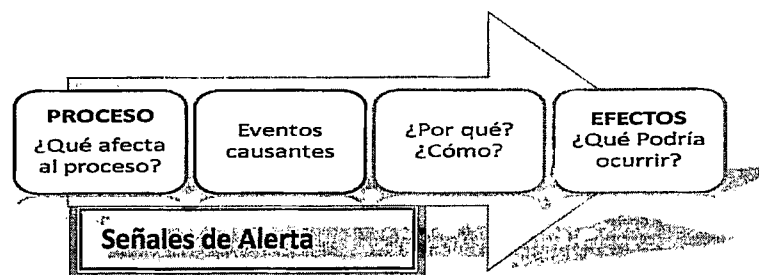 PROCESO
¿Qué afecta
al proceso?
Eventos
causantes
¿Por qué?
¿Cómo?
EFECTOS
¿Qué Podría
ocurrir?
Señales de Alerta